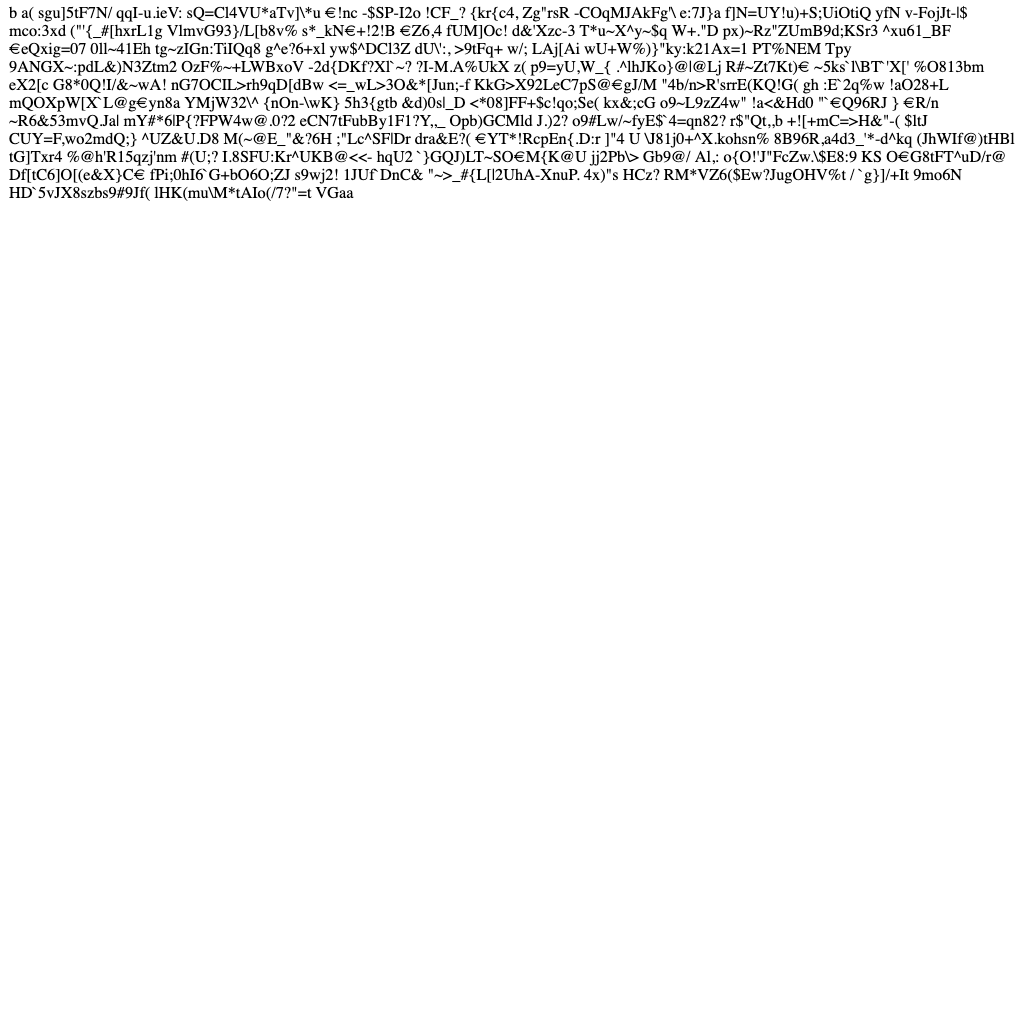 b a( sgu]5tF7N/ qqI-u.ieV: sQ=Cl4VU*aTv]\*u €!nc -$SP-I2o !CF_? {kr{c4, Zg"rsR -COqMJAkFg'\ e:7J}a f]N=UY!u)+S;UiOtiQ yfN v-FojJt-|$
mco:3xd ("'{_#[hxrL1g VlmvG93}/L[b8v% s*_kN€+!2!B €Z6,4 fUM]Oc! d&'Xzc-3 T*u~X^y~$q W+."D px)~Rz"ZUmB9d;KSr3 ^xu61_BF
€eQxig=07 0ll~41Eh tg~zIGn:TiIQq8 g^e?6+xl yw$^DCl3Z dU\':, >9tFq+ w/; LAj[Ai wU+W%)}"ky:k21Ax=1 PT%NEM Tpy
9ANGX~:pdL&)N3Ztm2 OzF%~+LWBxoV -2d{DKf?Xl`~? ?I-M.A%UkX z( p9=yU,W_{ .^lhJKo}@|@Lj R#~Zt7Kt)€ ~5ks`l\BT`'X[' %O813bm
eX2[c G8*0Q!I/&~wA! nG7OCIL>rh9qD[dBw <=_wL>3O&*[Jun;-f KkG>X92LeC7pS@€gJ/M "4b/n>R'srrE(KQ!G( gh :E`2q%w !aO28+L
mQOXpW[X`L@g€yn8a YMjW32\^ {nOn-\wK} 5h3{gtb &d)0s|_D <*08]FF+$c!qo;Se( kx&;cG o9~L9zZ4w" !a<&Hd0 "`€Q96RJ } €R/n
~R6&53mvQ.Ja| mY#*6|P{?FPW4w@.0?2 eCN7tFubBy1F1?Y,,_ Opb)GCMld J.)2? o9#Lw/~fyE$`4=qn82? r$"Qt,,b +![+mC=>H&"-( $ltJ
CUY=F,wo2mdQ;} ^UZ&U.D8 M(~@E_"&?6H ;"Lc^SF|Dr dra&E?( €YT*!RcpEn{.D:r ]"4 U \J81j0+^X.kohsn% 8B96R,a4d3_'*-d^kq (JhWIf@)tHBl
tG]Txr4 %@h'R15qzj'nm #(U;? I.8SFU:Kr^UKB@<<- hqU2 `}GQJ)LT~SO€M{K@U jj2Pb\> Gb9@/ Al,: o{O!'J"FcZw.\$E8:9 KS O€G8tFT^uD/r@
Df[tC6]O[(e&X}C€ fPi;0hI6`G+bO6O;ZJ s9wj2! 1JUf`DnC& "~>_#{L[|2UhA-XnuP. 4x)"s HCz? RM*VZ6($Ew?JugOHV%t /`g}]/+It 9mo6N
HD`5vJX8szbs9#9Jf( lHK(mu\M*tAIo(/7?"=t VGaa